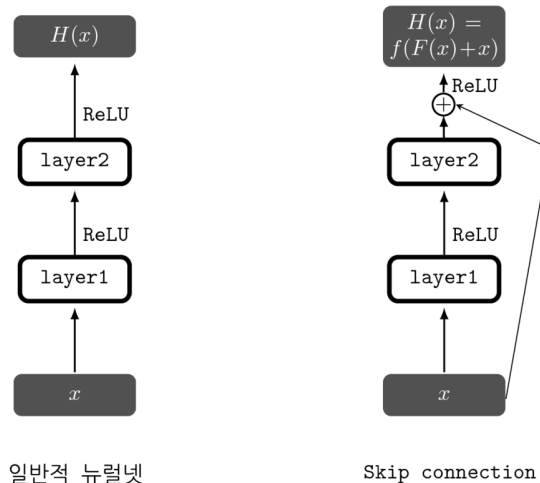 H(x)
ReLU
layer2
ReLU
layer1
x
일반적 뉴럴넷
H(x) =
f(F(x)+x)
ReLU
+
layer2
ReLU
layer1
x
Skip connection